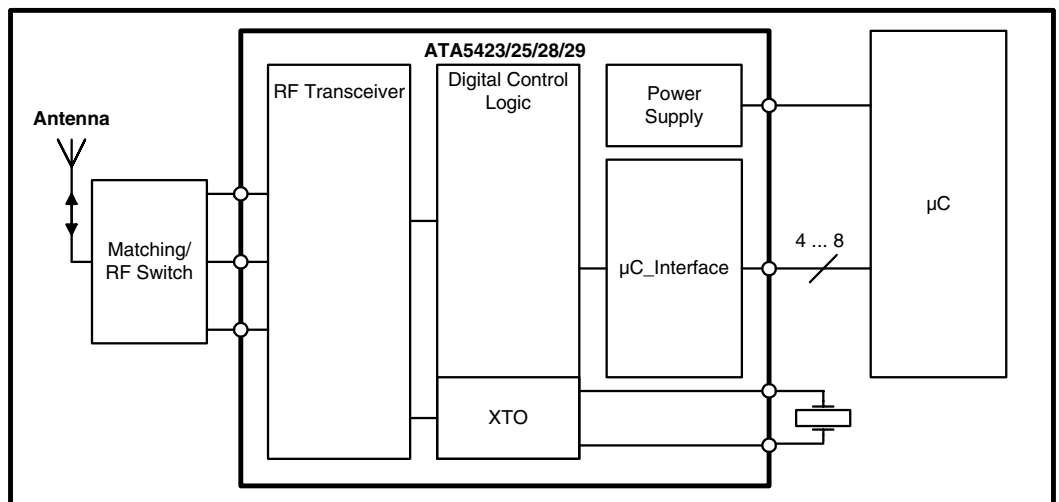 ATA5423/25/28/29
RF Transceiver
Digital Control
Logic
Power
Supply
Antenna
µC
Matching/
RF Switch
4 ... 8
µC_Interface
XTO